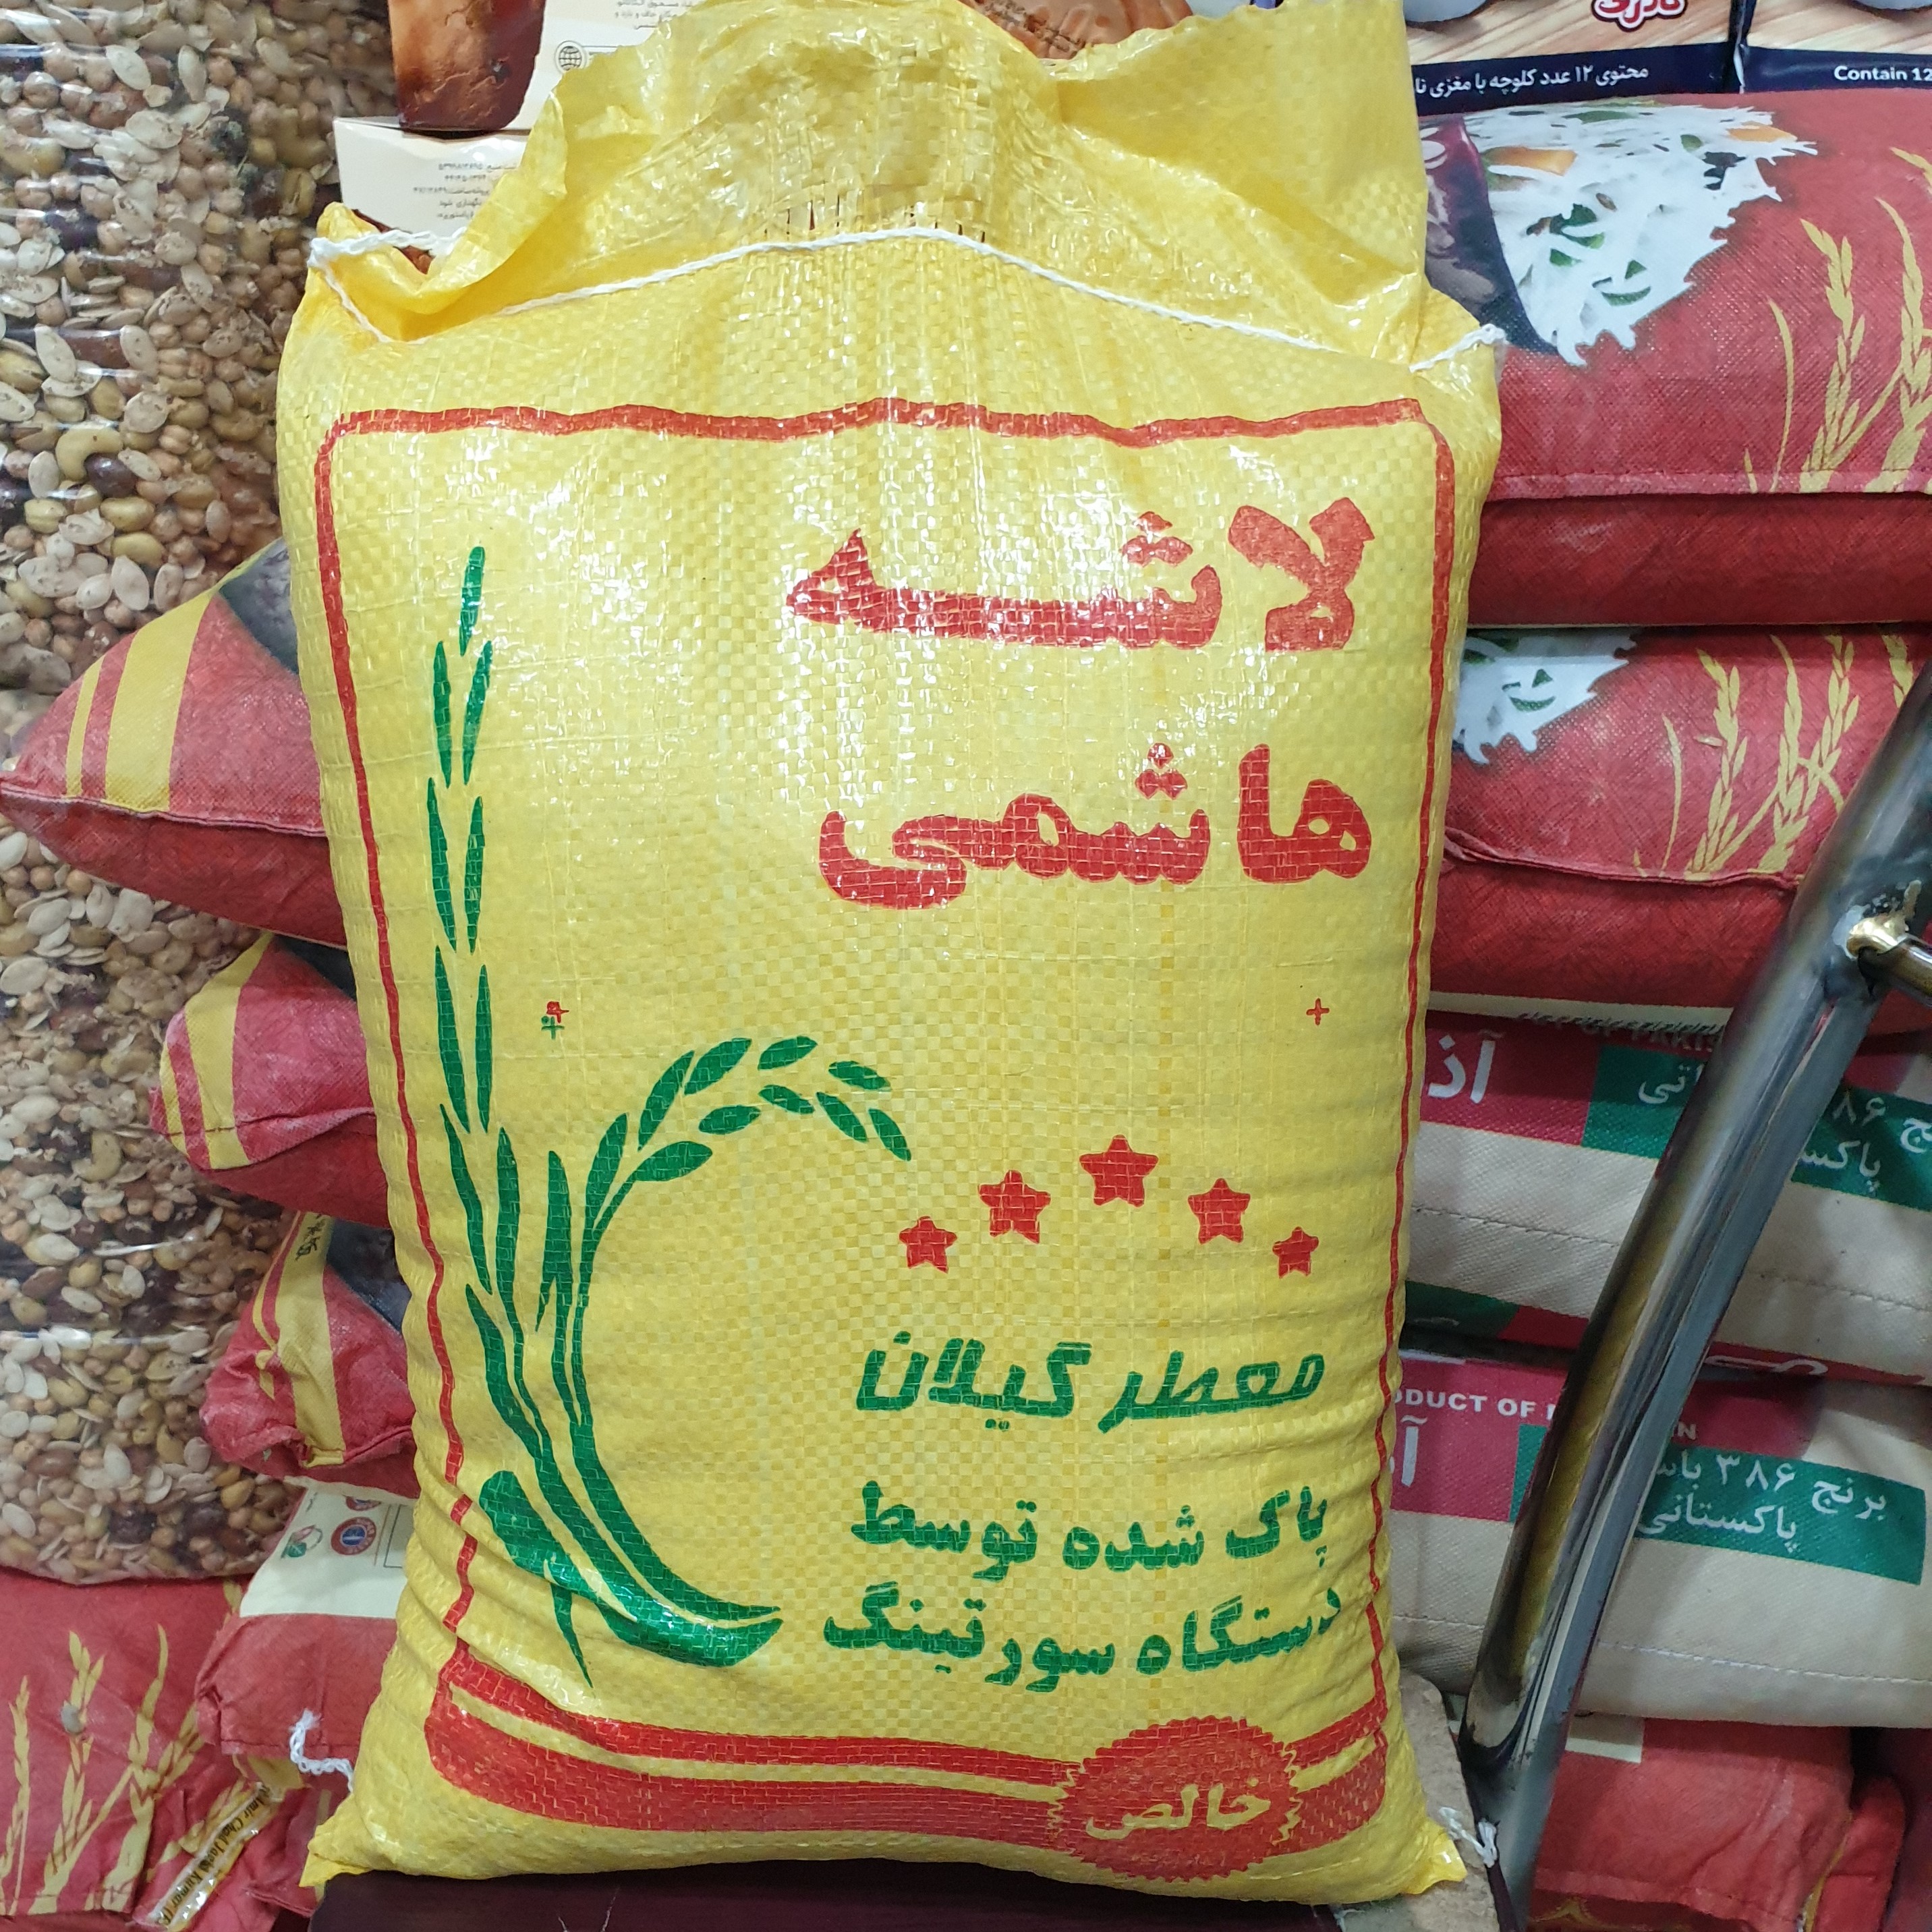 محتوی ۱۲ عدد کلوچه با مغزی
Contain 12
لاشه
هاشمی
معطر گیلان
پاک شده توسط
دستگاه سورتینگ
خالص
برنج ۳۸۶
پاکستانی